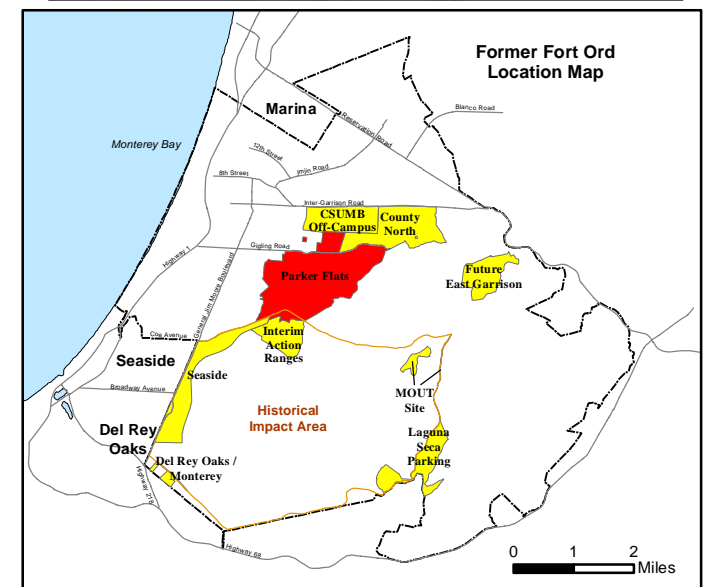 Former Fort Ord
Location Map
Marina
Blanco Road
Reservation Road
Monterey Bay
12th Street
Imjin Road
8th Street
Inter-Garrison Road
CSUMB
Off-Campus
County
North
Gigling Road
Highway 1
General Jim Moore Boulevard
Parker Flats
Future
East Garrison
Coe Avenue
Interim
Action
Ranges
Seaside
Seaside
MOUT
Site
Broadway Avenue
Historical
Impact Area
Del Rey
Oaks
Laguna
Seca
Parking
Del Rey Oaks /
Monterey
Highway 218
Highway 68
0 1 2
Miles